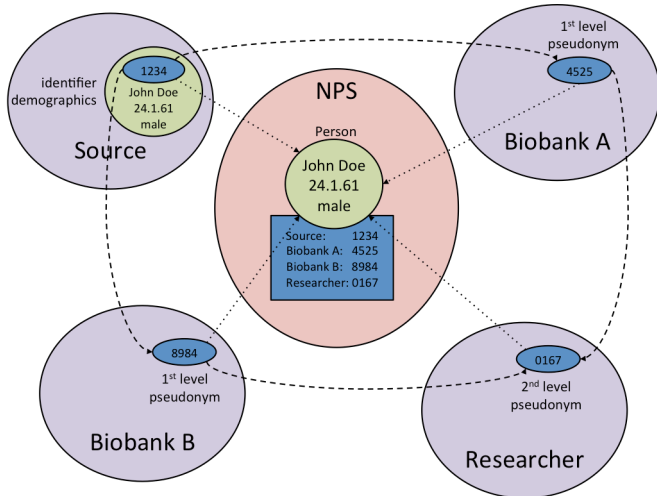 identifier
demographics
1234
John Doe
24.1.61
male
Source
1st level
pseudonym
4525
Biobank A
NPS
Person
John Doe
24.1.61
male
Source: 1234
Biobank A: 4525
Biobank B: 8984
Researcher: 0167
8984
1st level
pseudonym
Biobank B
0167
2nd level
pseudonym
Researcher